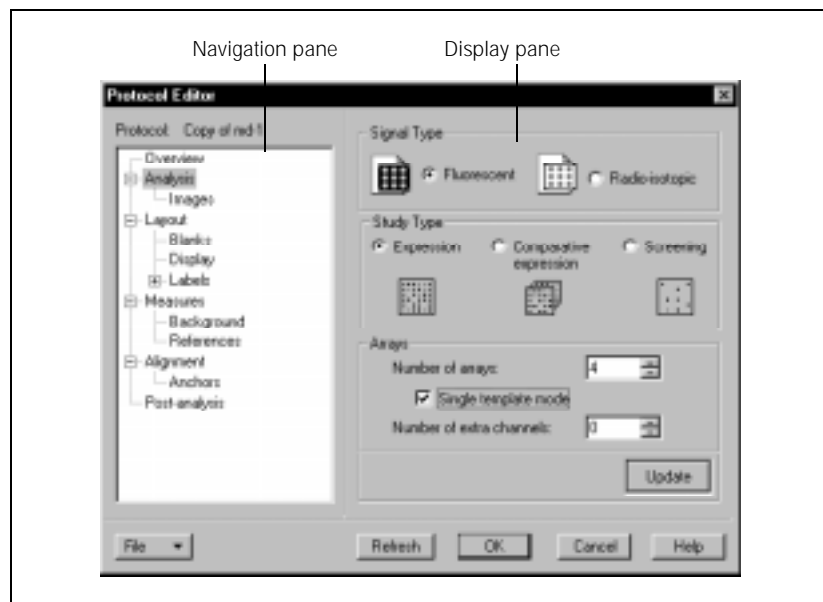 Navigation pane
Display pane
Protocol Editor
Protocol: Copy of md-1
Overview
Analysis
Images
Layout
Blanks
Display
Labels
Measures
Background
References
Alignment
Anchors
Post-analysis
Signal Type
Fluorescent
Radio-isotopic
Study Type
Expression
Comparative
expression
Screening
Arrays
Number of arrays: 4
Single template mode
Number of extra channels: 0
Update
File
Refresh
OK
Cancel
Help